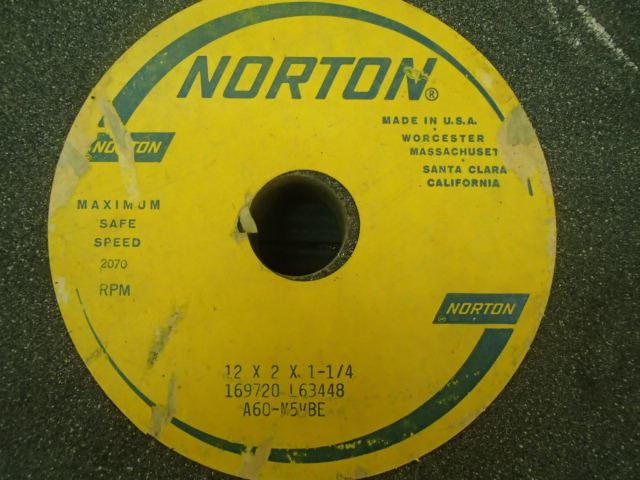 NORTON®
MADE IN U.S.A.
WORCESTER
MASSACHUSET
SANTA CLARA
CALIFORNIA
NORTON
MAXIMUM
SAFE
SPEED
2070
RPM
NORTON
12 X 2 X 1-1/4
169720 L63448
A60-M5VBE